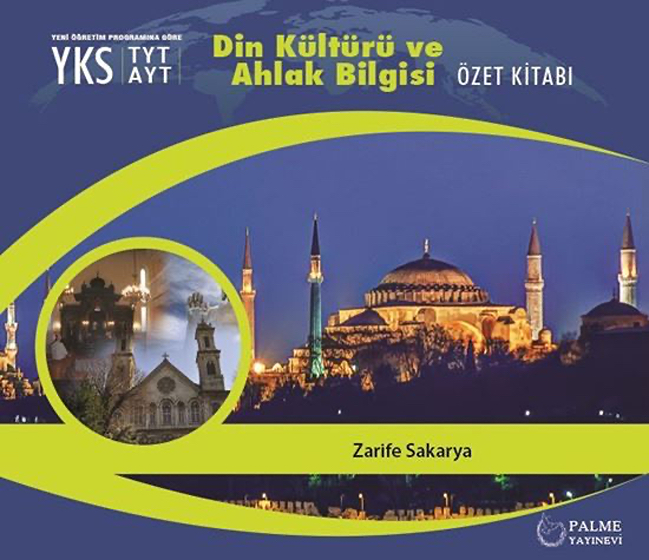 YENİ ÖĞRETİM PROGRAMINA GÖRE
YKS TYT
AYT
Din Kültürü ve
Ahlak Bilgisi ÖZET KİTABI
Zarife Sakarya
PALME
YAYINEVİ